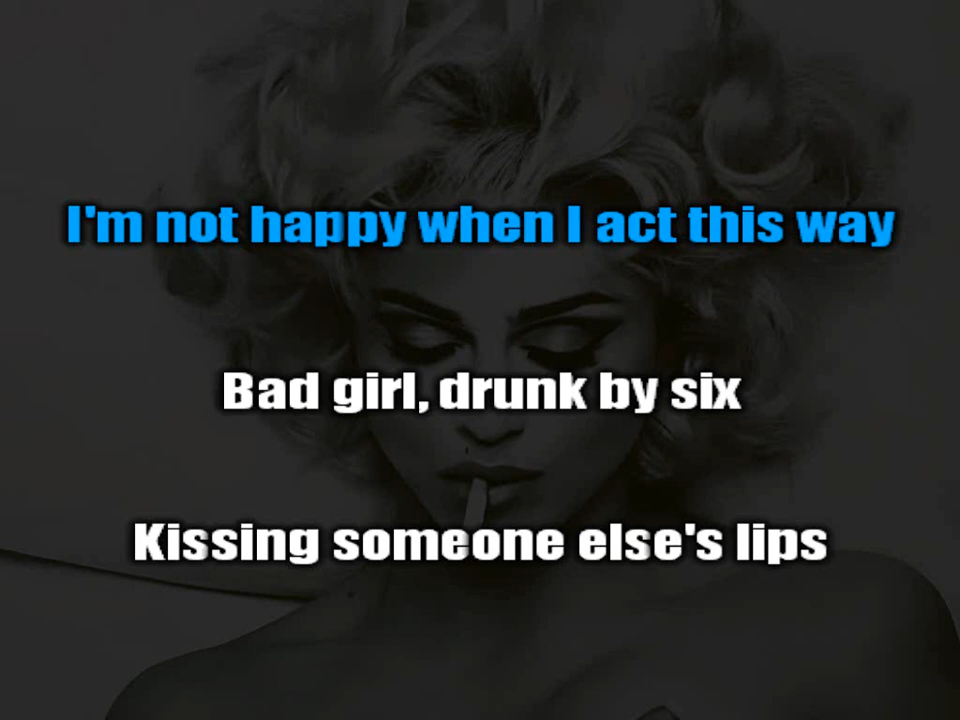 I'm not happy when I act this way
Bad girl, drunk by six
Kissing someone else's lips